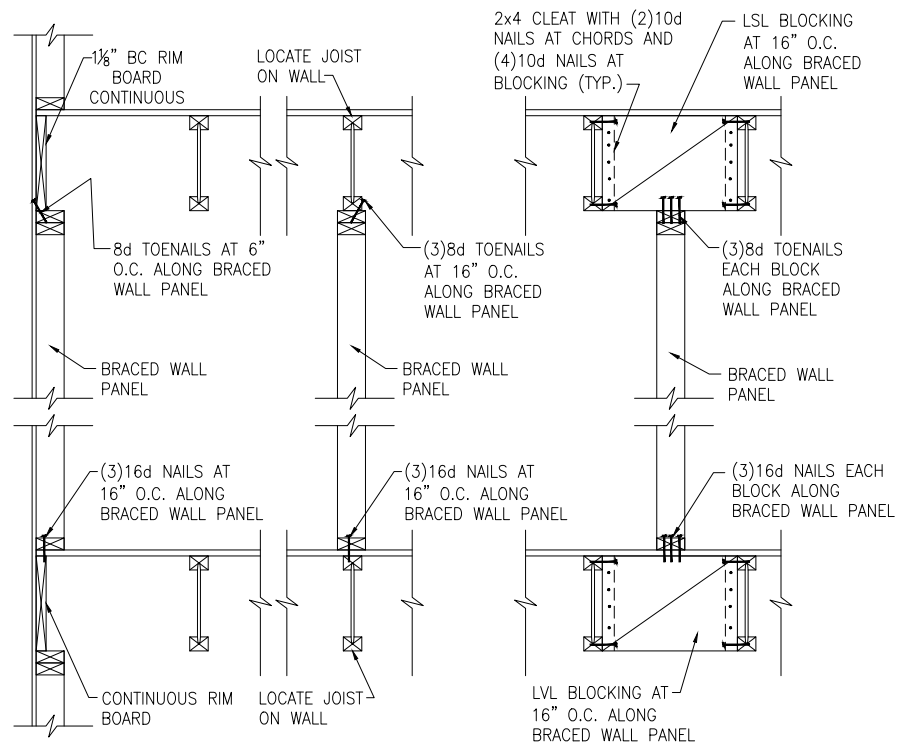 1⅛” BC RIM
BOARD
CONTINUOUS
LOCATE JOIST
ON WALL
2x4 CLEAT WITH (2)10d
NAILS AT CHORDS AND
(4)10d NAILS AT
BLOCKING (TYP.)
LSL BLOCKING
AT 16” O.C.
ALONG BRACED
WALL PANEL
8d TOENAILS AT 6”
O.C. ALONG BRACED
WALL PANEL
(3)8d TOENAILS
AT 16” O.C.
ALONG BRACED
WALL PANEL
(3)8d TOENAILS
EACH BLOCK
ALONG BRACED
WALL PANEL
BRACED WALL
PANEL
BRACED WALL
PANEL
BRACED WALL
PANEL
(3)16d NAILS AT
16” O.C. ALONG
BRACED WALL PANEL
(3)16d NAILS AT
16” O.C. ALONG
BRACED WALL PANEL
(3)16d NAILS EACH
BLOCK ALONG
BRACED WALL PANEL
CONTINUOUS RIM
BOARD
LOCATE JOIST
ON WALL
LVL BLOCKING AT
16” O.C. ALONG
BRACED WALL PANEL